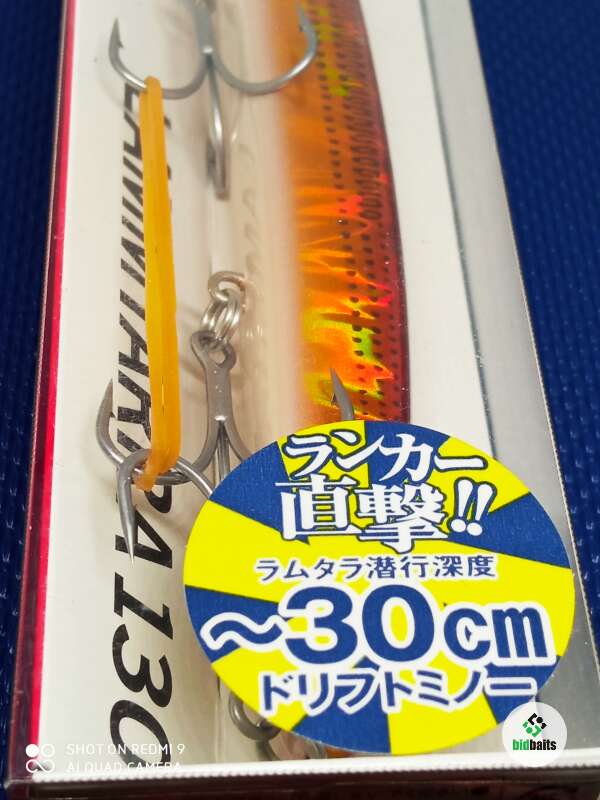 LAMMTARRA 130
ランカー
直撃!!
ラムタラ潜行深度
～30cm
ドリフトミノー
bidbaits
SHOT ON REDMI 9
AI QUAD CAMERA